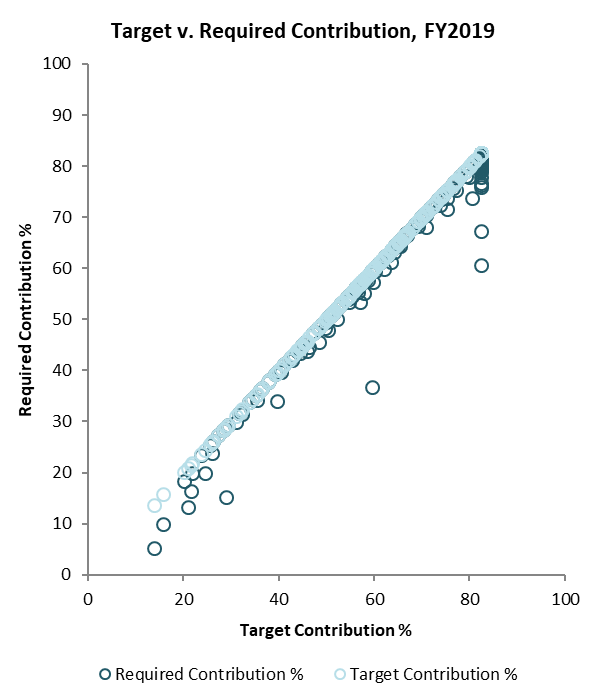 Target v. Required Contribution, FY2019
100
90
80
70
60
50
40
30
20
10
0
Required Contribution %
0 20 40 60 80 100
Target Contribution %
Required Contribution % Target Contribution %